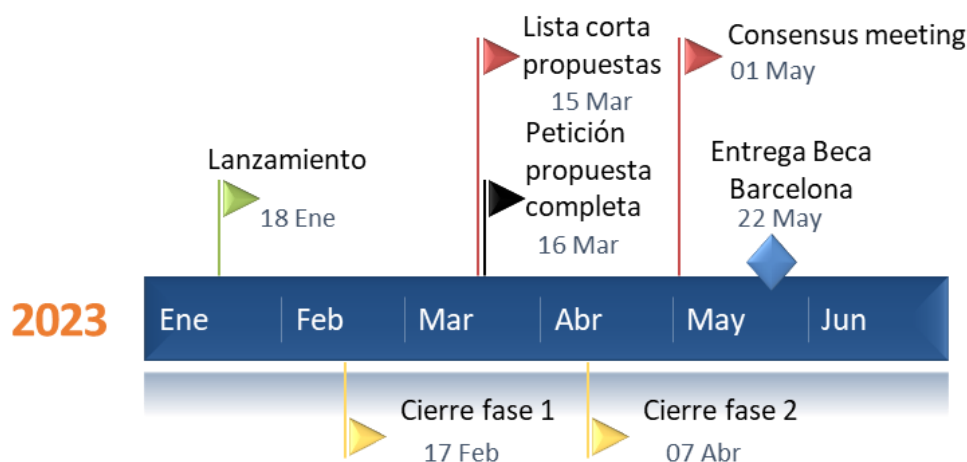 Lista corta
propuestas
15 Mar
Consensus meeting
01 May
Lanzamiento
18 Ene
Petición
propuesta
completa
16 Mar
Entrega Beca
Barcelona
22 May
2023
Ene
Feb
Mar
Abr
May
Jun
Cierre fase 1
17 Feb
Cierre fase 2
07 Abr